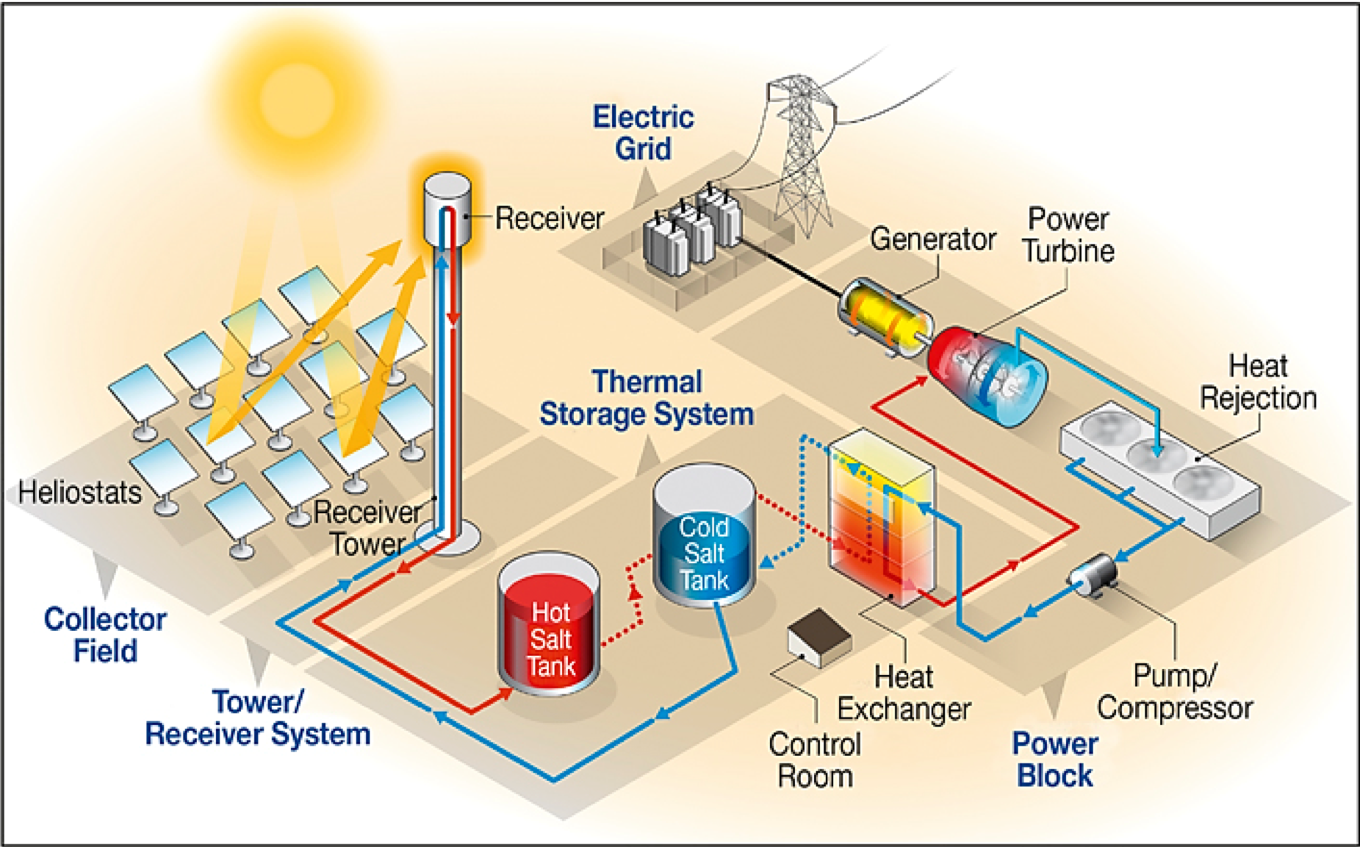 Electric
Grid
Receiver
Generator
Power
Turbine
Heat
Rejection
Thermal
Storage System
Heliostats
Receiver
Tower
Cold
Salt
Tank
Hot
Salt
Tank
Collector
Field
Tower/
Receiver System
Heat
Exchanger
Control
Room
Pump/
Compressor
Power
Block